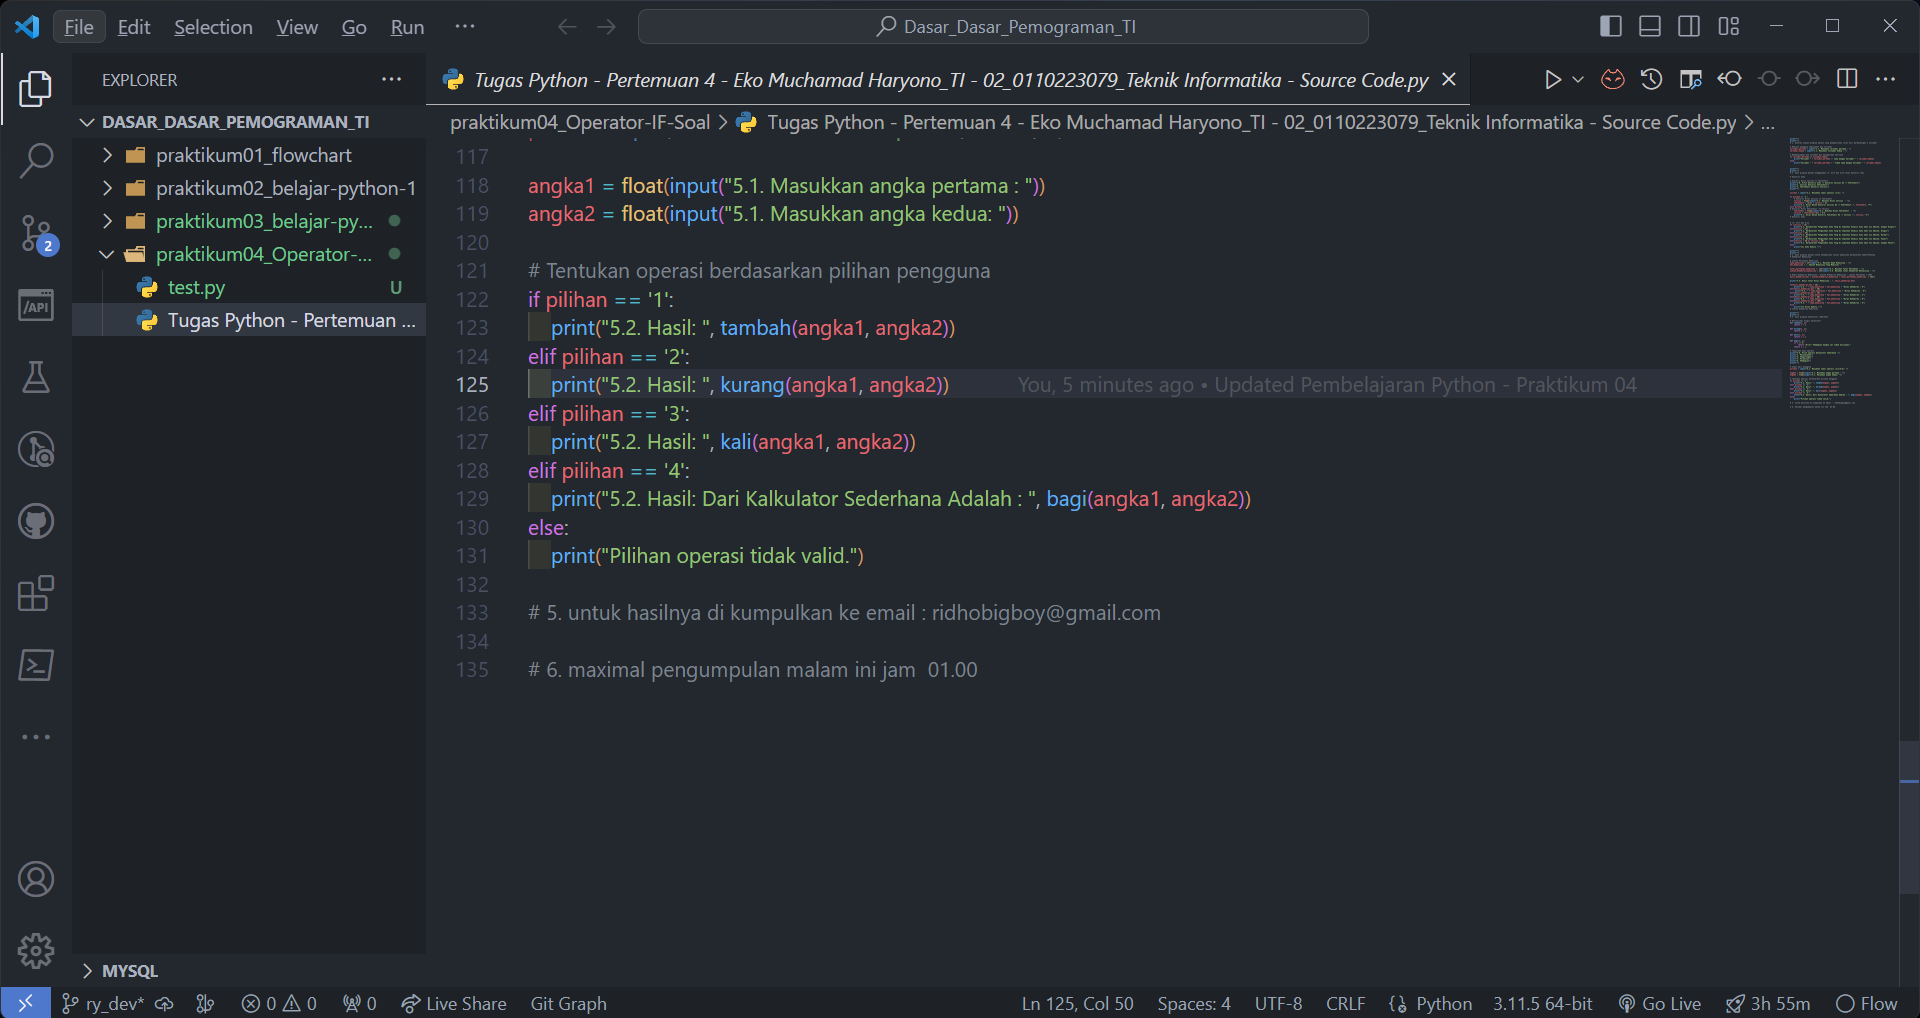 File Edit Selection View Go Run ...
Dasar_Dasar_Pemograman_TI
EXPLORER
DASAR_DASAR_PEMOGRAMAN_TI
praktikum01_flowchart
praktikum02_belajar-python-1
praktikum03_belajar-py...
praktikum04_Operator-...
test.py U
Tugas Python - Pertemuan ...
MYSQL
2
/API
Tugas Python - Pertemuan 4 - Eko Muchamad Haryono_TI - 02_0110223079_Teknik Informatika - Source Code.py
praktikum04_Operator-IF-Soal > Tugas Python - Pertemuan 4 - Eko Muchamad Haryono_TI - 02_0110223079_Teknik Informatika - Source Code.py > ...
117
118 angka1 = float(input("5.1. Masukkan angka pertama : "))
119 angka2 = float(input("5.1. Masukkan angka kedua: "))
120
121 # Tentukan operasi berdasarkan pilihan pengguna
122 if pilihan == '1':
123 print("5.2. Hasil: ", tambah(angka1, angka2))
124 elif pilihan == '2':
125 print("5.2. Hasil: ", kurang(angka1, angka2)) You, 5 minutes ago • Updated Pembelajaran Python - Praktikum 04
126 elif pilihan == '3':
127 print("5.2. Hasil: ", kali(angka1, angka2))
128 elif pilihan == '4':
129 print("5.2. Hasil: Dari Kalkulator Sederhana Adalah : ", bagi(angka1, angka2))
130 else:
131 print("Pilihan operasi tidak valid.")
132
133 # 5. untuk hasilnya di kumpulkan ke email : ridhobigboy@gmail.com
134
135 # 6. maximal pengumpulan malam ini jam  01.00
ry_dev* 0 0 0 Live Share Git Graph Ln 125, Col 50 Spaces: 4 UTF-8 CRLF Python 3.11.5 64-bit Go Live 3h 55m Flow